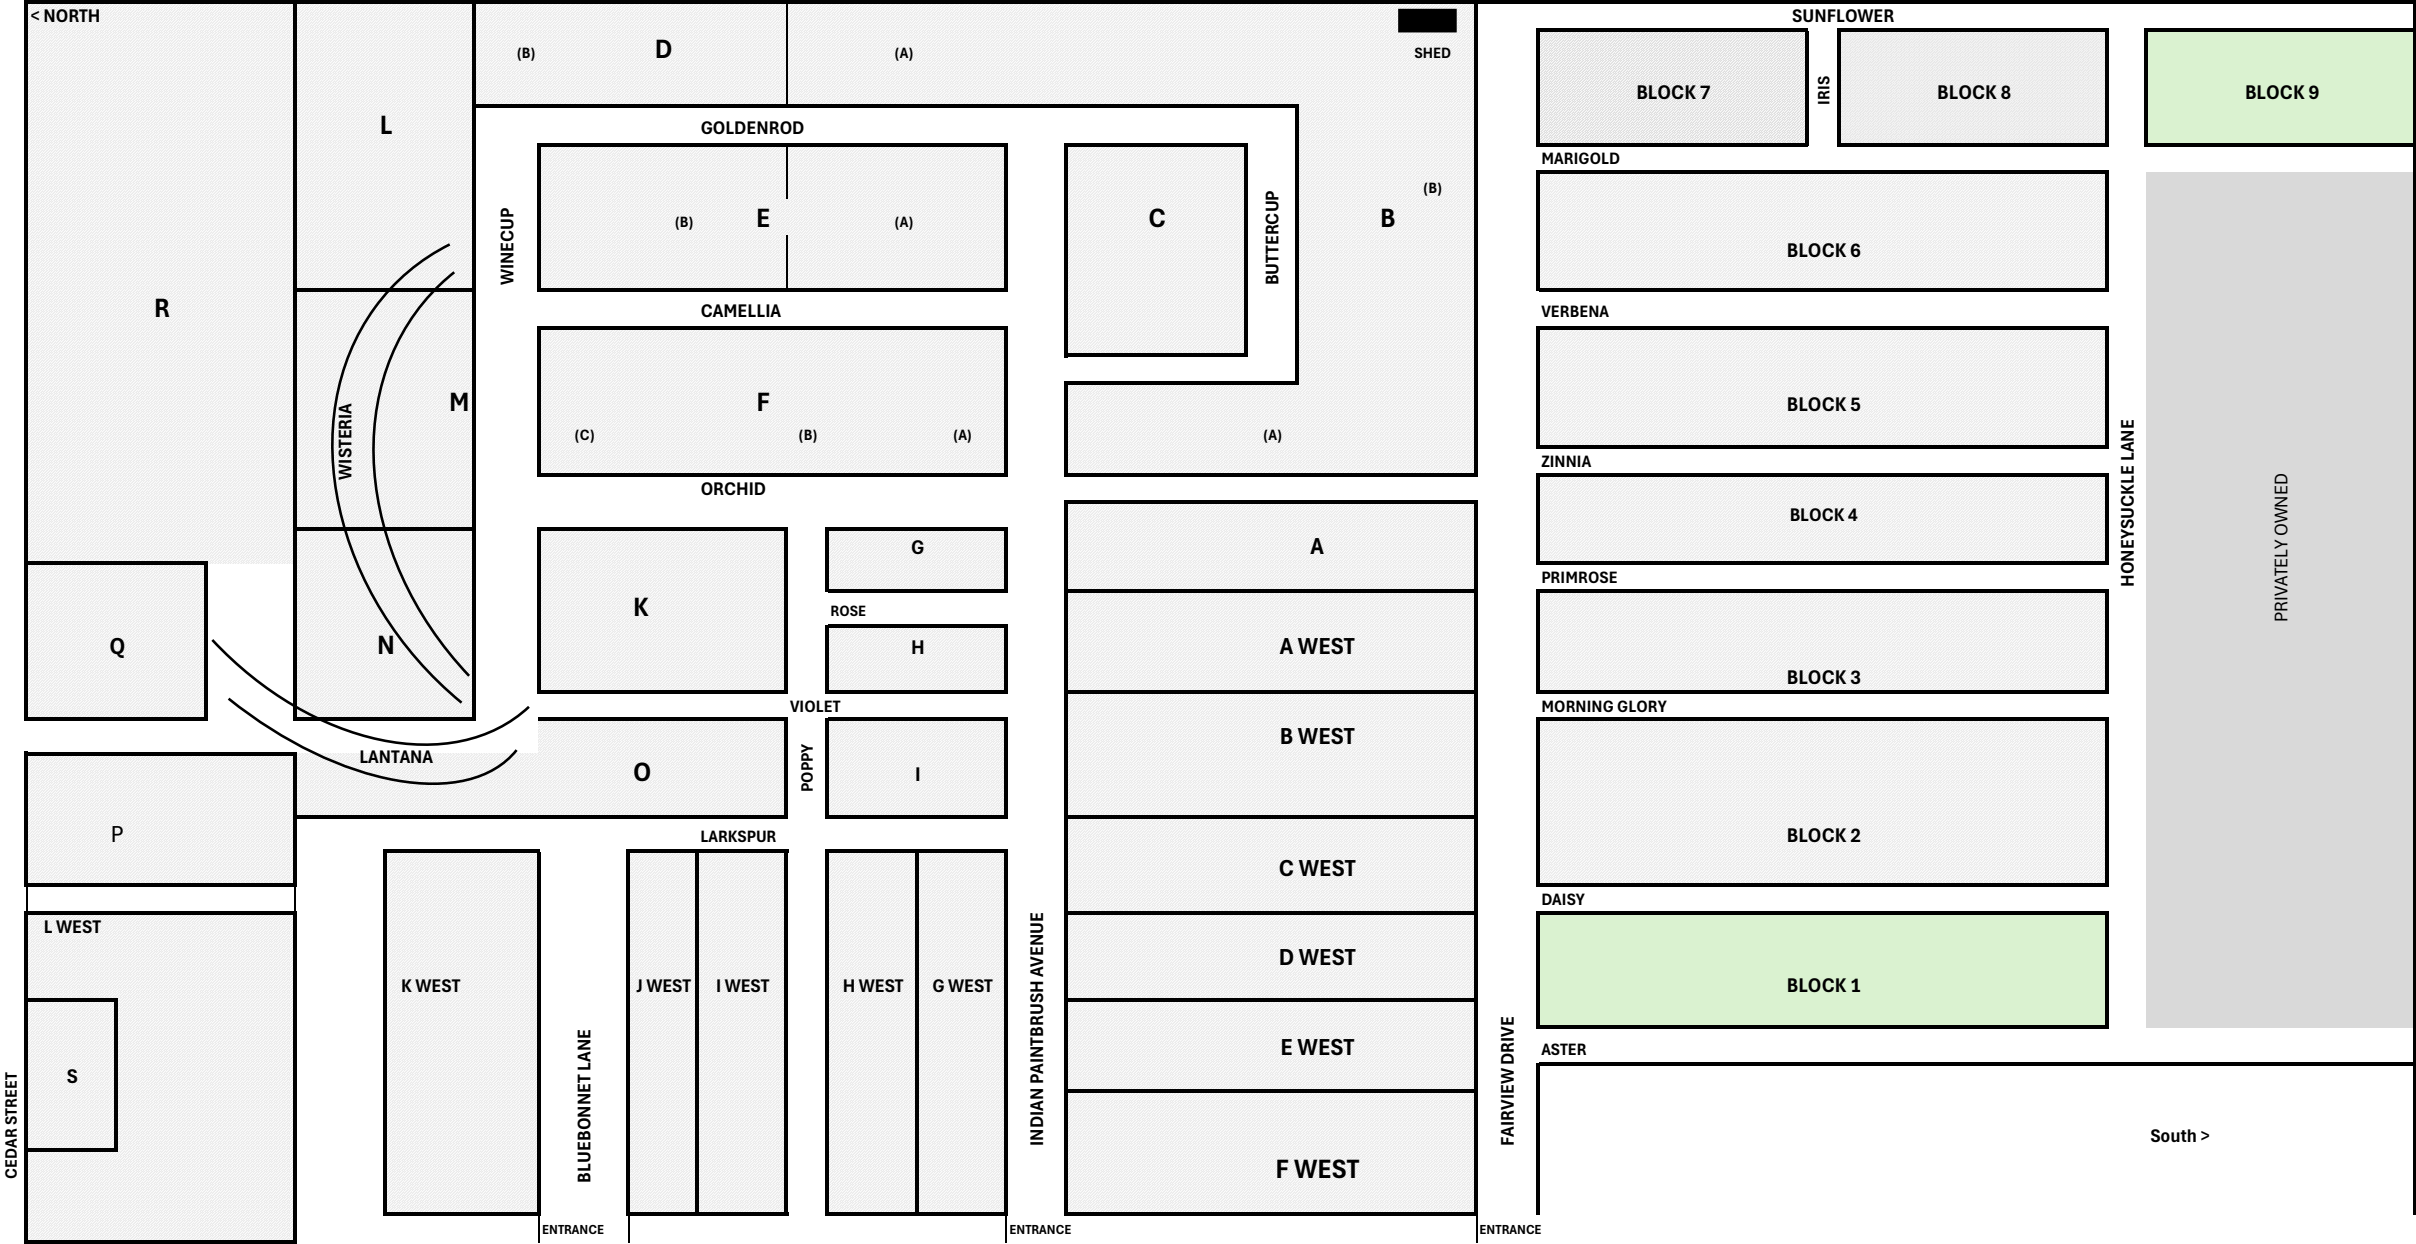 < NORTH
SUNFLOWER
D
(B)
(A)
SHED
BLOCK 7
IRIS
BLOCK 8
BLOCK 9
L
GOLDENROD
MARIGOLD
(B)
WINECUP
(B)
E
(A)
C
BUTTERCUP
B
BLOCK 6
R
CAMELLIA
VERBENA
M
WISTERIA
F
(C)
(B)
(A)
(A)
BLOCK 5
ORCHID
ZINNIA
HONEYSUCKLE LANE
PRIVATELY OWNED
G
A
BLOCK 4
PRIMROSE
K
ROSE
Q
N
H
A WEST
BLOCK 3
VIOLET
MORNING GLORY
LANTANA
O
POPPY
I
B WEST
P
LARKSPUR
BLOCK 2
C WEST
DAISY
L WEST
D WEST
K WEST
J WEST
I WEST
H WEST
G WEST
INDIAN PAINTBRUSH AVENUE
BLOCK 1
E WEST
FAIRVIEW DRIVE
ASTER
S
CEDAR STREET
BLUEBONNET LANE
F WEST
South >
ENTRANCE
ENTRANCE
ENTRANCE